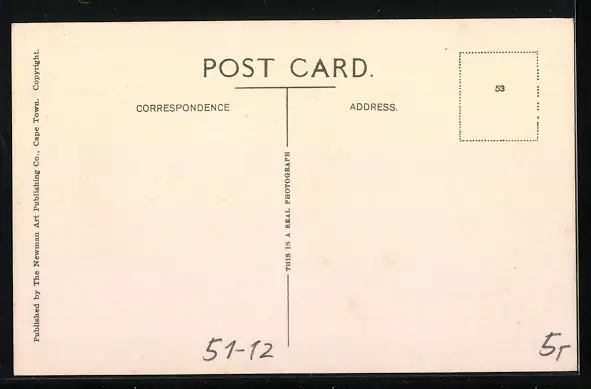 POST CARD.
CORRESPONDENCE
ADDRESS.
53
THIS IS A REAL PHOTOGRAPH
Published by The Newman Art Publishing Co., Cape Town. Copyright.
51-12
5,-